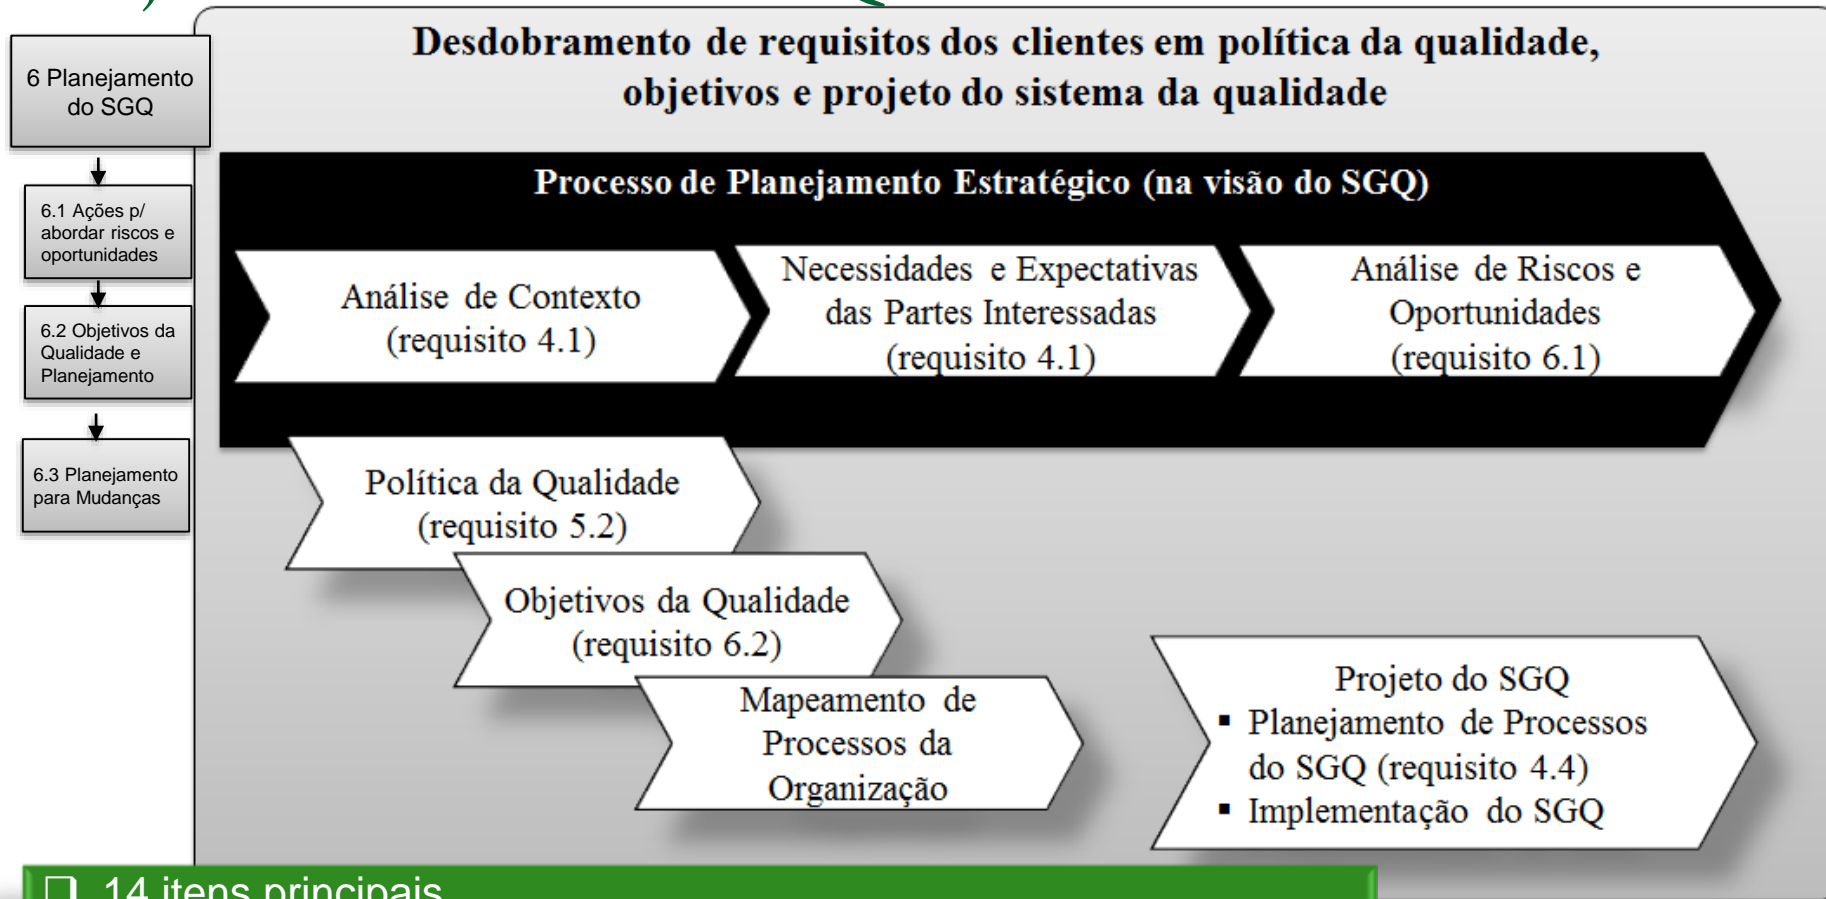 Desdobramento de requisitos dos clientes em política da qualidade,
objetivos e projeto do sistema da qualidade
6 Planejamento
do SGQ
6.1 Ações p/
abordar riscos e
oportunidades
6.2 Objetivos da
Qualidade e
Planejamento
6.3 Planejamento
para Mudanças
Processo de Planejamento Estratégico (na visão do SGQ)
Análise de Contexto
(requisito 4.1)
Necessidades e Expectativas
das Partes Interessadas
(requisito 4.1)
Análise de Riscos e
Oportunidades
(requisito 6.1)
Política da Qualidade
(requisito 5.2)
Objetivos da Qualidade
(requisito 6.2)
Mapeamento de
Processos da
Organização
Projeto do SGQ
▪ Planejamento de Processos
do SGQ (requisito 4.4)
▪ Implementação do SGQ
❑ 14 itens principais